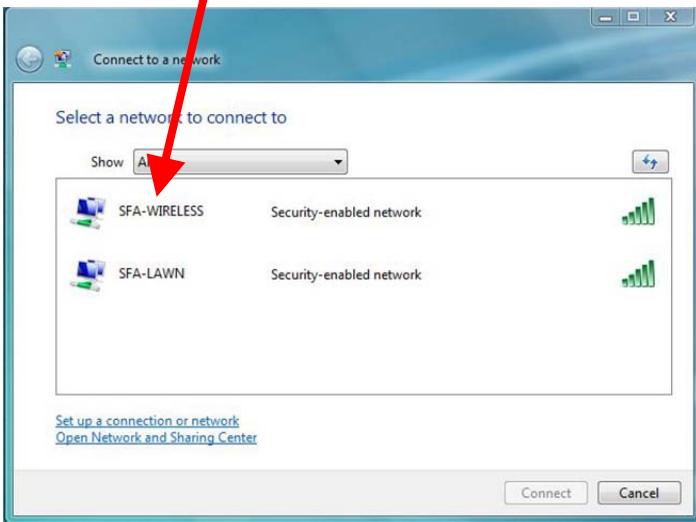 Connect to a network
Select a network to connect to
Show
SFA-WIRELESS Security-enabled network
SFA-LAWN Security-enabled network
Set up a connection or network
Open Network and Sharing Center
Connect Cancel